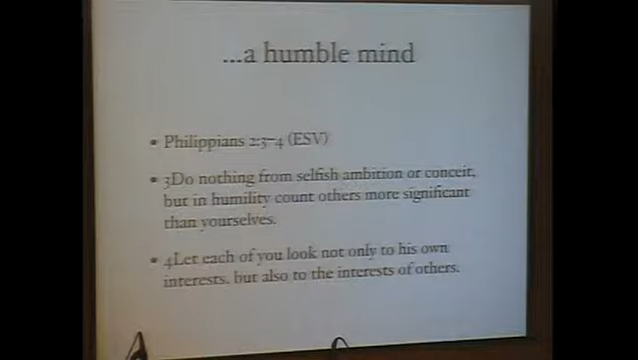 ...a humble mind
• Philippians 2:3-4 (ESV)
• 3Do nothing from selfish ambition or conceit,
but in humility count others more significant
than yourselves.
• 4Let each of you look not only to his own
interests, but also to the interests of others.